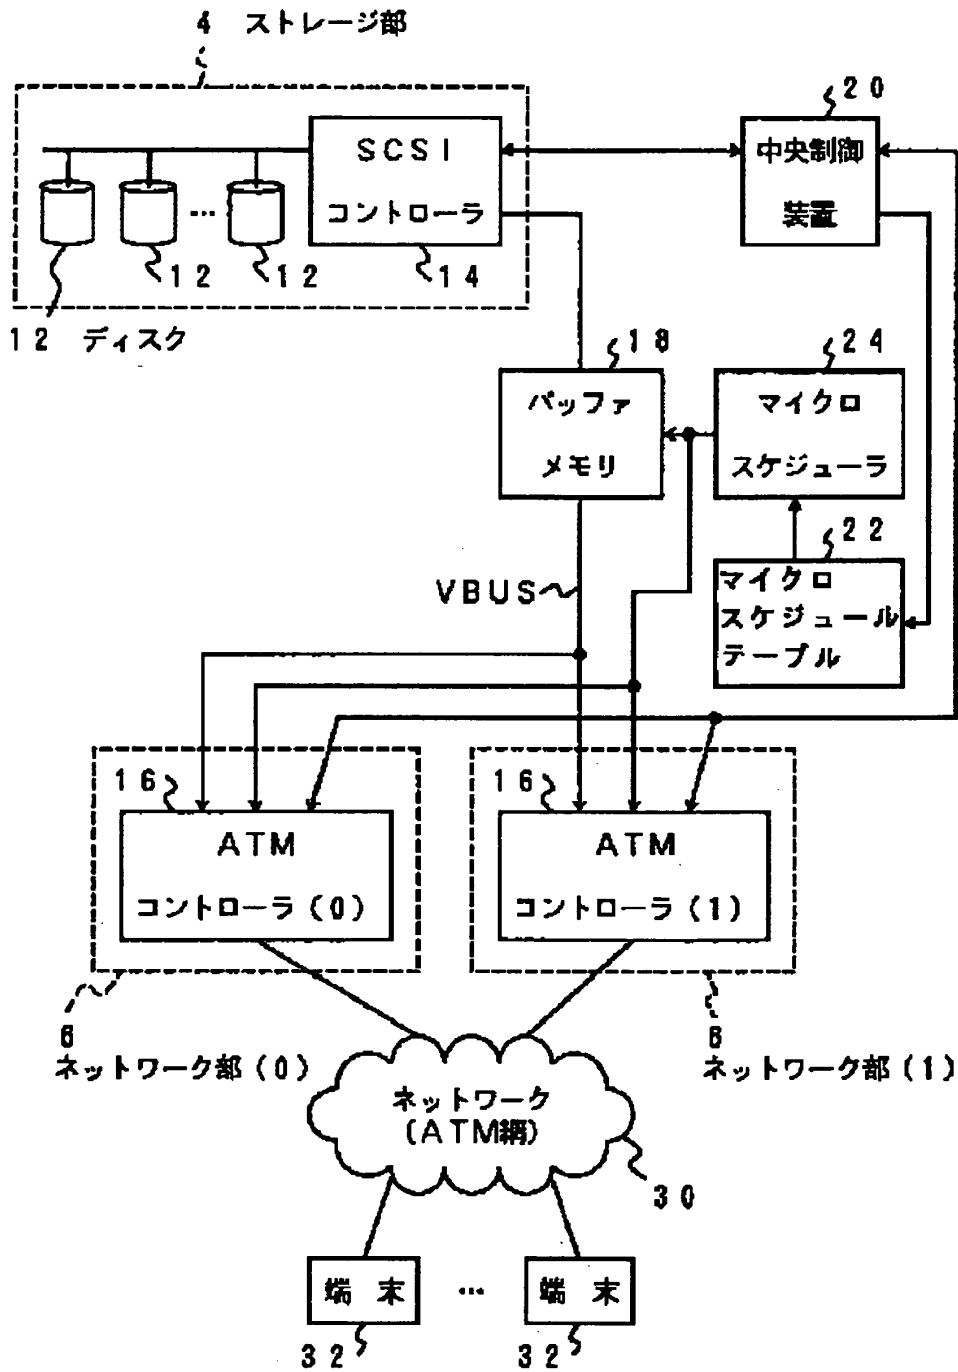 4 ストレージ部
20
SCSI
コントローラ
中央制御
装置
…
12
12
14
12 ディスク
18
24
バッファ
メモリ
マイクロ
スケジューラ
22
VBUS
マイクロ
スケジュール
テーブル
16
16
ATM
コントローラ(0)
ATM
コントローラ(1)
6
ネットワーク部(0)
6
ネットワーク部(1)
ネットワーク
(ATM網)
30
端末
…
端末
32
32